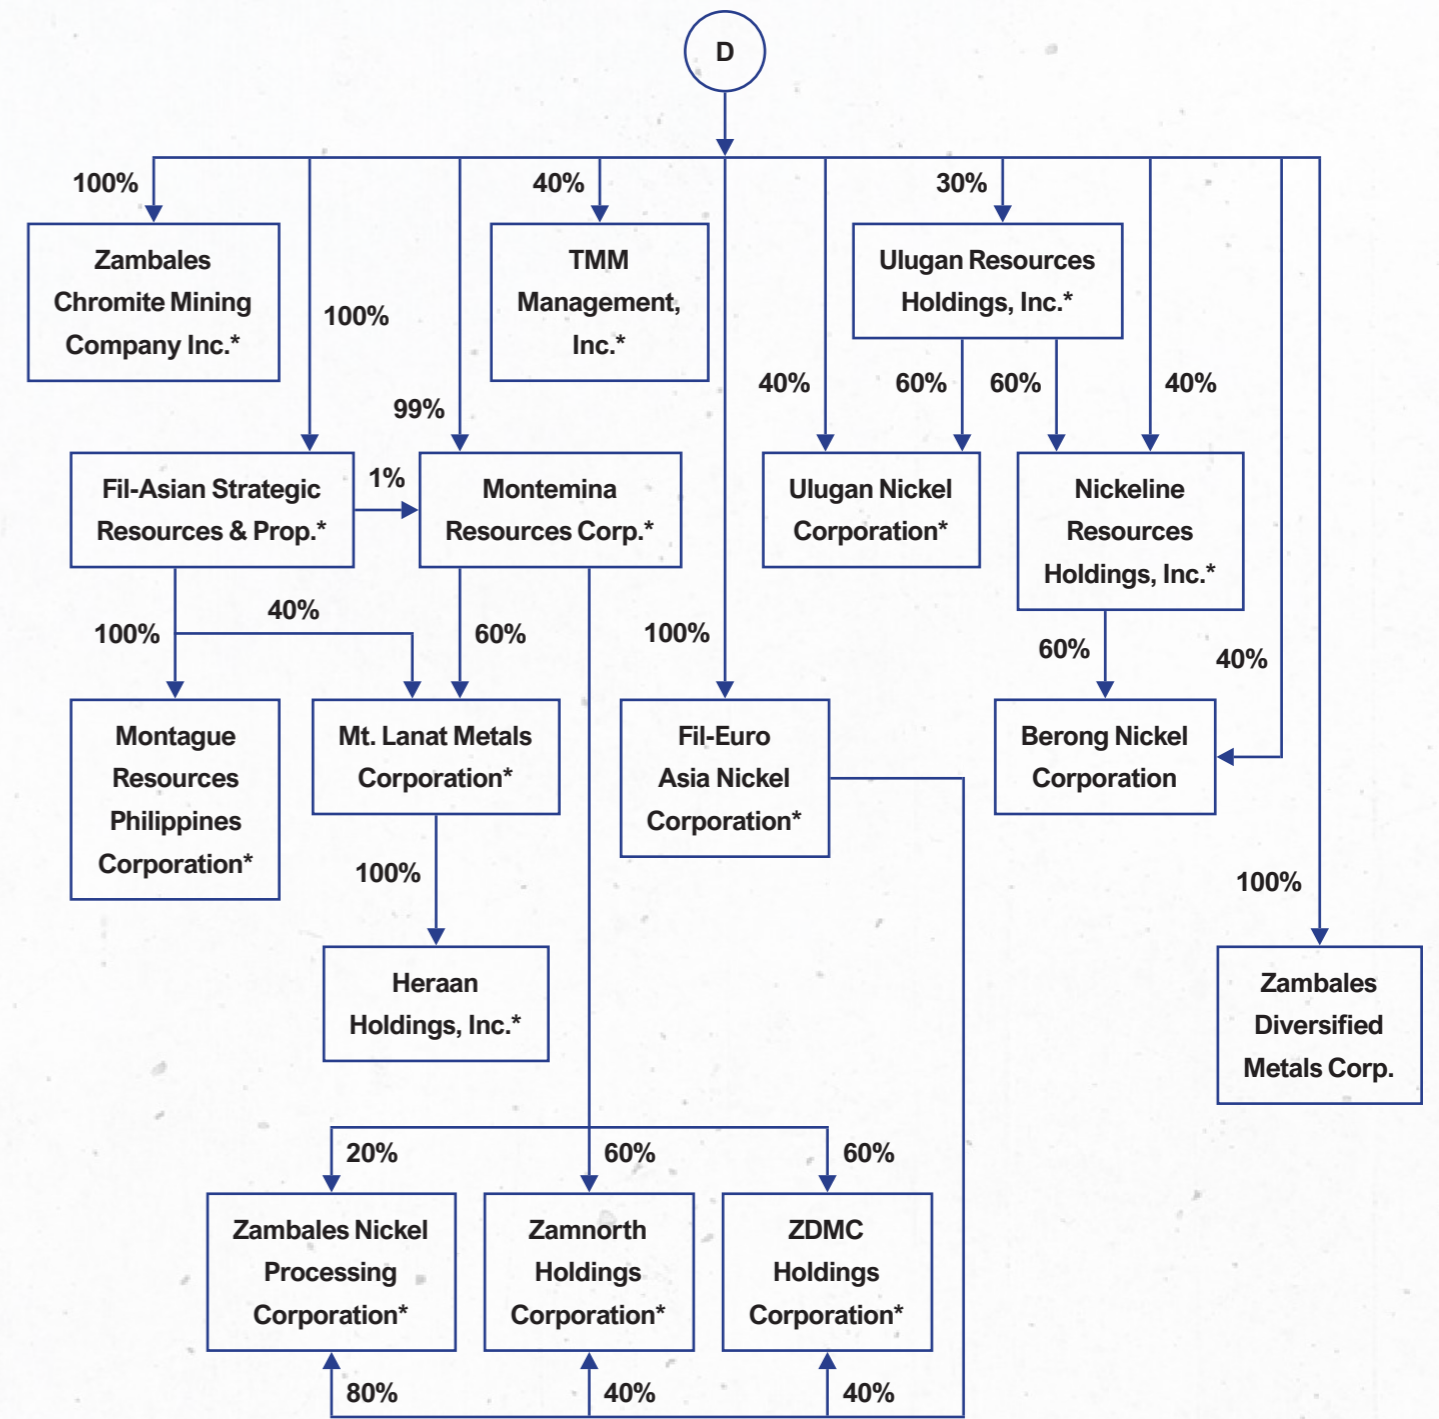 D
100%
40%
30%
Zambales
Chromite Mining
Company Inc.*
TMM
Management,
Inc.*
Ulugan Resources
Holdings, Inc.*
100%
99%
40%
60%
60%
40%
Fil-Asian Strategic
Resources & Prop.*
1%
Montemina
Resources Corp.*
Ulugan Nickel
Corporation*
Nickeline
Resources
Holdings, Inc.*
100%
40%
60%
100%
60%
40%
Montague
Resources
Philippines
Corporation*
Mt. Lanat Metals
Corporation*
Fil-Euro
Asia Nickel
Corporation*
Berong Nickel
Corporation
100%
100%
Heraan
Holdings, Inc.*
Zambales
Diversified
Metals Corp.
20%
60%
60%
Zambales Nickel
Processing
Corporation*
Zamnorth
Holdings
Corporation*
ZDMC
Holdings
Corporation*
80%
40%
40%